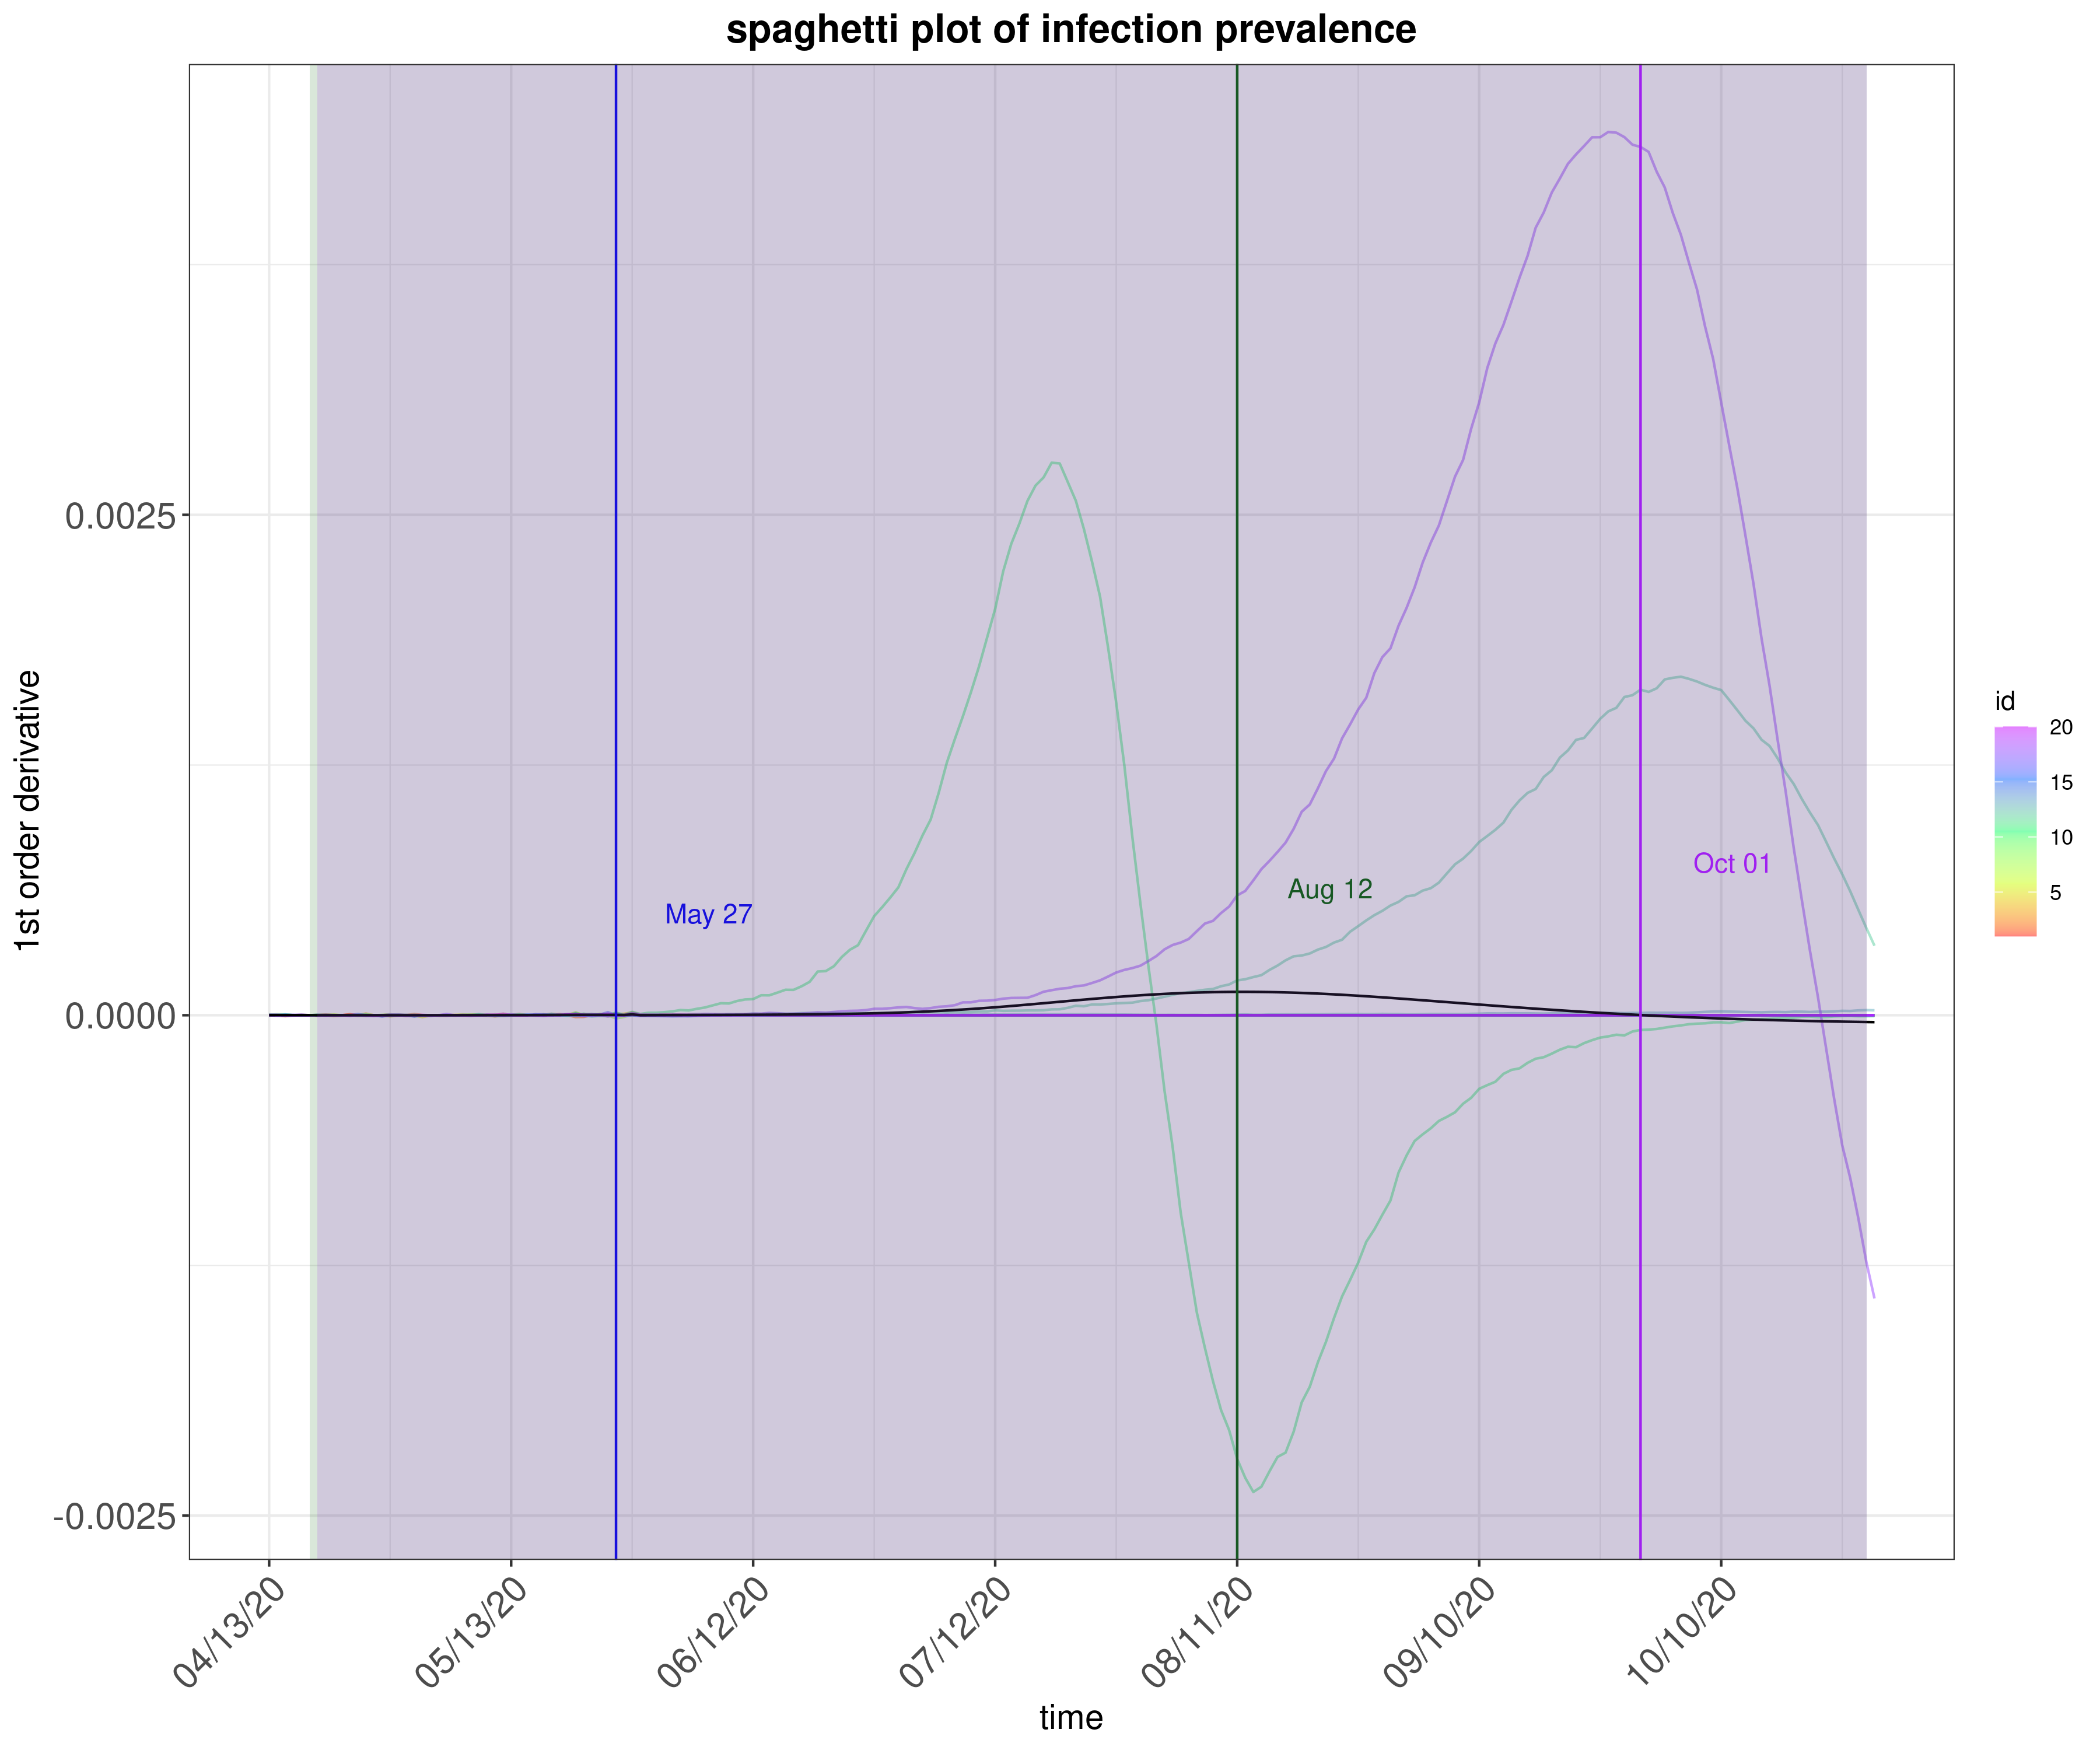 spaghetti plot of infection prevalence
1st order derivative
0.0025
0.0000
-0.0025
May 27
Aug 12
Oct 01
id
20
15
10
5
04/13/20
05/13/20
06/12/20
07/12/20
08/11/20
09/10/20
10/10/20
time